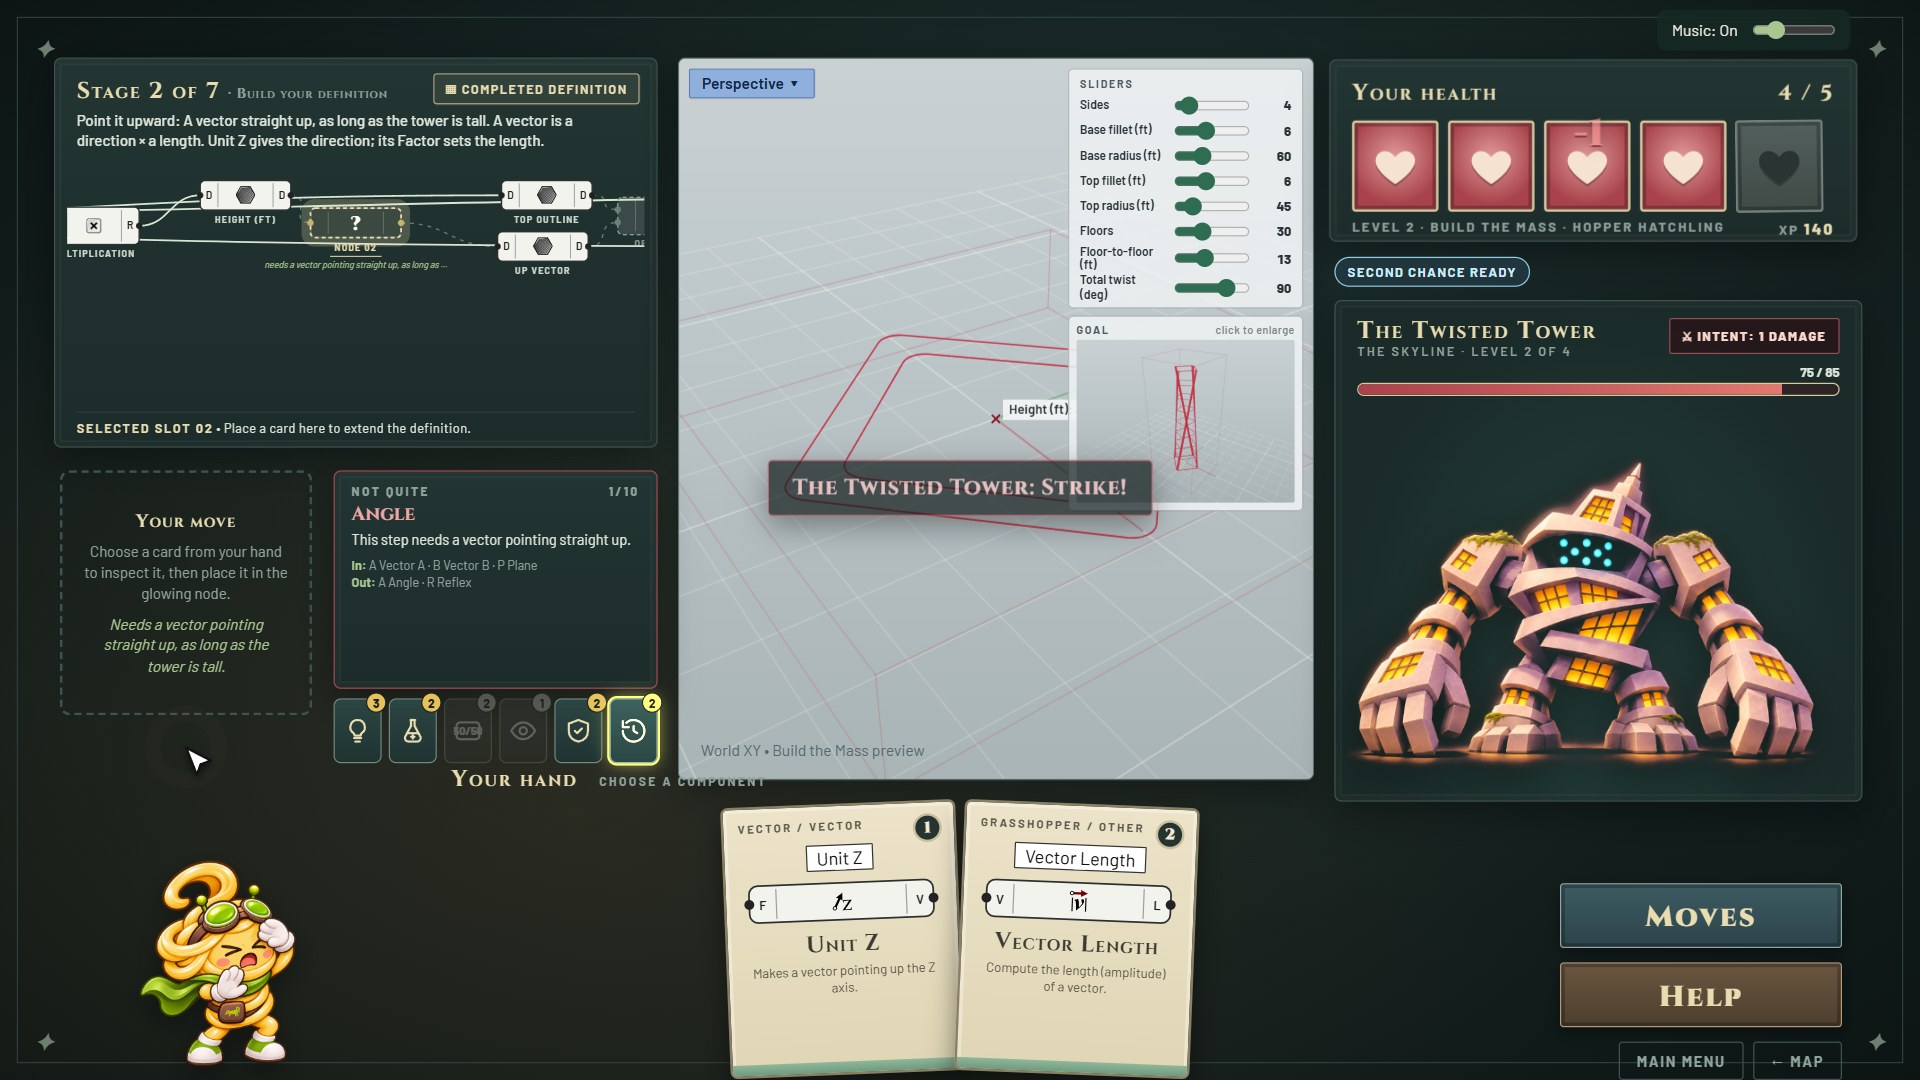 Music: On
Stage 2 of 7 · Build your definition
COMPLETED DEFINITION
Point it upward: A vector straight up, as long as the tower is tall. A vector is a
direction × a length. Unit Z gives the direction; its Factor sets the length.
R
LTIPLICATION
D D
HEIGHT (FT)
?
NODE 02
needs a vector pointing straight up, as long as ...
D D
TOP OUTLINE
D D
UP VECTOR
SELECTED SLOT 02 • Place a card here to extend the definition.
Your move
Choose a card from your hand
to inspect it, then place it in the
glowing node.
Needs a vector pointing
straight up, as long as the
tower is tall.
NOT QUITE 1/10
Angle
This step needs a vector pointing straight up.
In: A Vector A · B Vector B · P Plane
Out: A Angle · R Reflex
3
2
2
50/50
1
2
2
Your hand CHOOSE A COMPONENT
Perspective ▼
SLIDERS
Sides 4
Base fillet (ft) 6
Base radius (ft) 60
Top fillet (ft) 6
Top radius (ft) 45
Floors 30
Floor-to-floor (ft) 13
Total twist (deg) 90
GOAL click to enlarge
Height (ft)
The Twisted Tower: Strike!
World XY • Build the Mass preview
Your health 4 / 5
-1
LEVEL 2 · BUILD THE MASS · HOPPER HATCHLING
XP 140
SECOND CHANCE READY
The Twisted Tower
THE SKYLINE · LEVEL 2 OF 4
INTENT: 1 DAMAGE
75 / 85
VECTOR / VECTOR 1
Unit Z
F Z V
Unit Z
Makes a vector pointing up the Z
axis.
GRASSHOPPER / OTHER 2
Vector Length
V |v| L
Vector Length
Compute the length (amplitude)
of a vector.
Moves
Help
MAIN MENU
← MAP